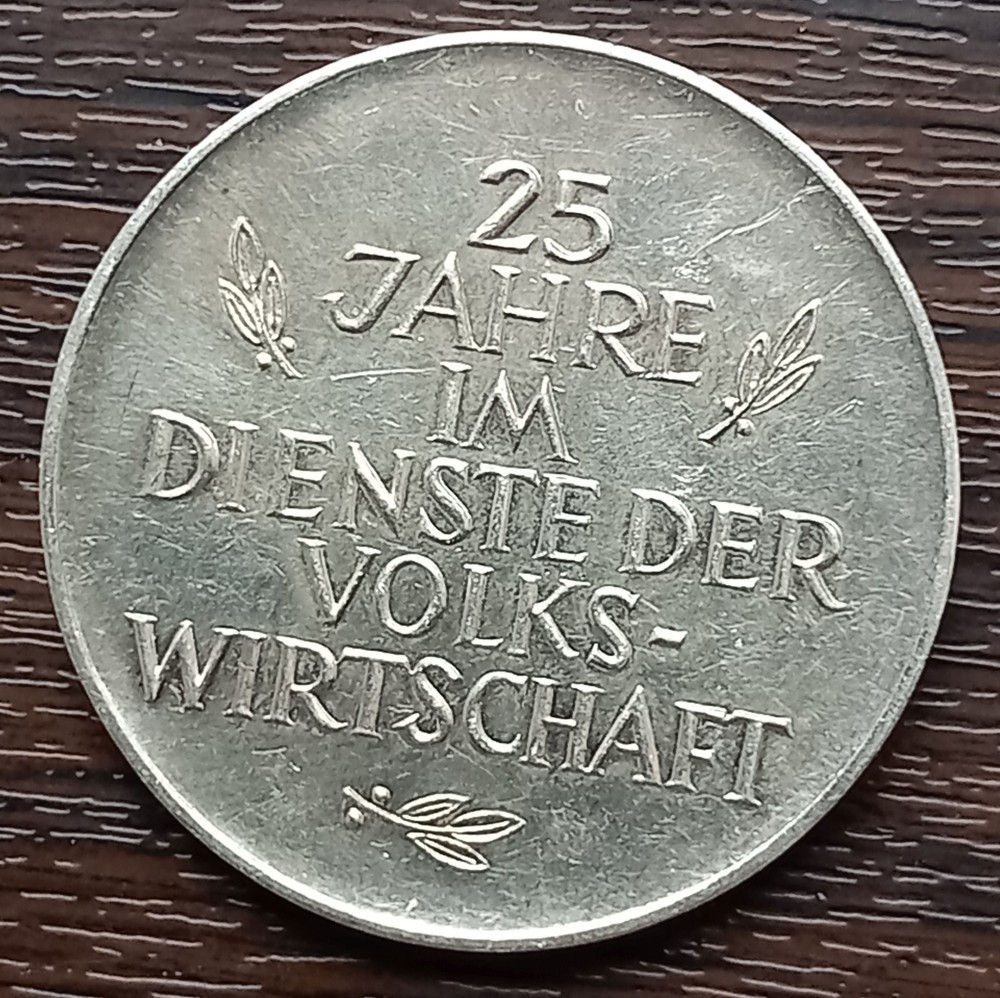 25
JAHRE
IM
DIENSTE DER
VOLKS-
WIRTSCHAFT